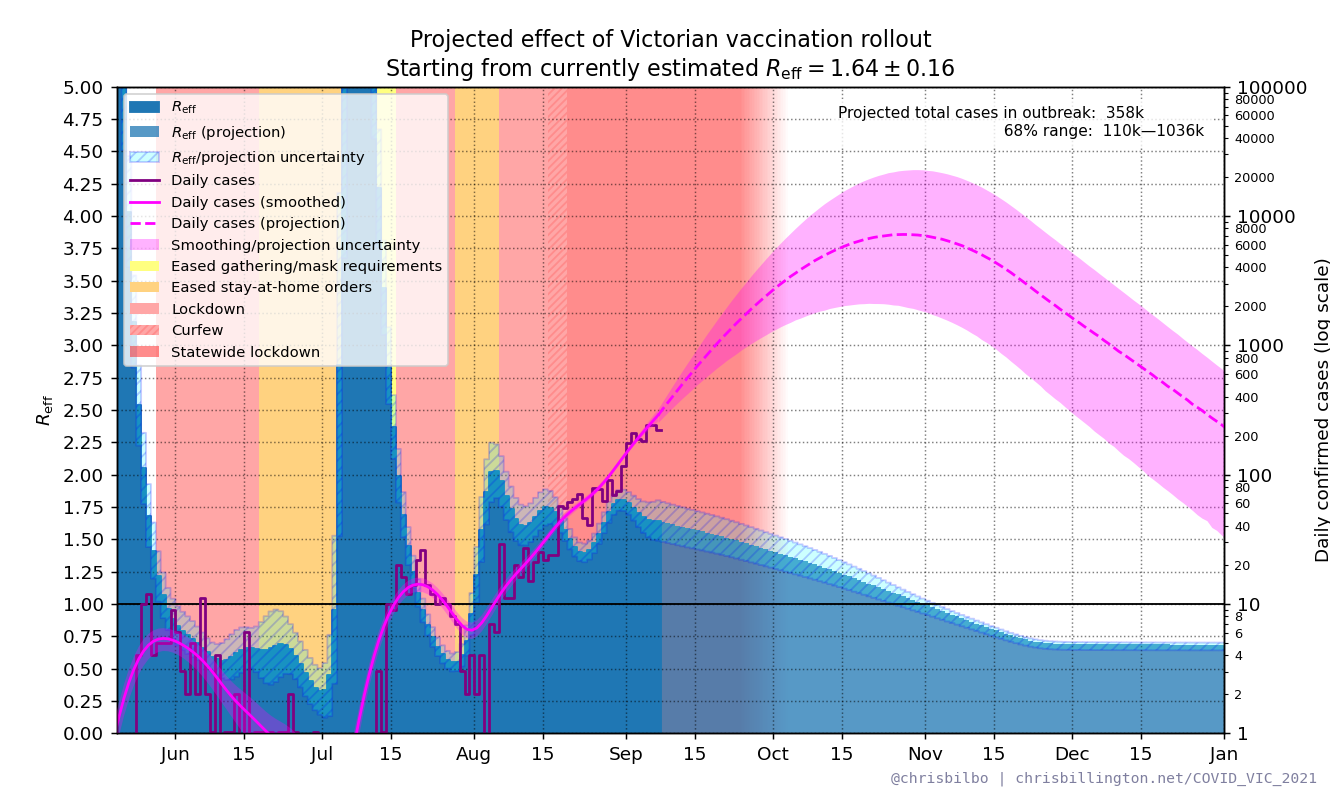 Projected effect of Victorian vaccination rollout
Starting from currently estimated R_eff = 1.64 ± 0.16
Projected total cases in outbreak: 358k
68% range: 110k—1036k
R_eff
R_eff (projection)
R_eff/projection uncertainty
Daily cases
Daily cases (smoothed)
Daily cases (projection)
Smoothing/projection uncertainty
Eased gathering/mask requirements
Eased stay-at-home orders
Lockdown
Curfew
Statewide lockdown
R_eff
5.00
4.75
4.50
4.25
4.00
3.75
3.50
3.25
3.00
2.75
2.50
2.25
2.00
1.75
1.50
1.25
1.00
0.75
0.50
0.25
0.00
100000
80000
60000
40000
20000
10000
8000
6000
4000
2000
1000
800
600
400
200
100
80
60
40
20
10
8
6
4
2
1
Daily confirmed cases (log scale)
Jun 15 Jul 15 Aug 15 Sep 15 Oct 15 Nov 15 Dec 15 Jan
@chrisbilbo | chrisbillington.net/COVID_VIC_2021